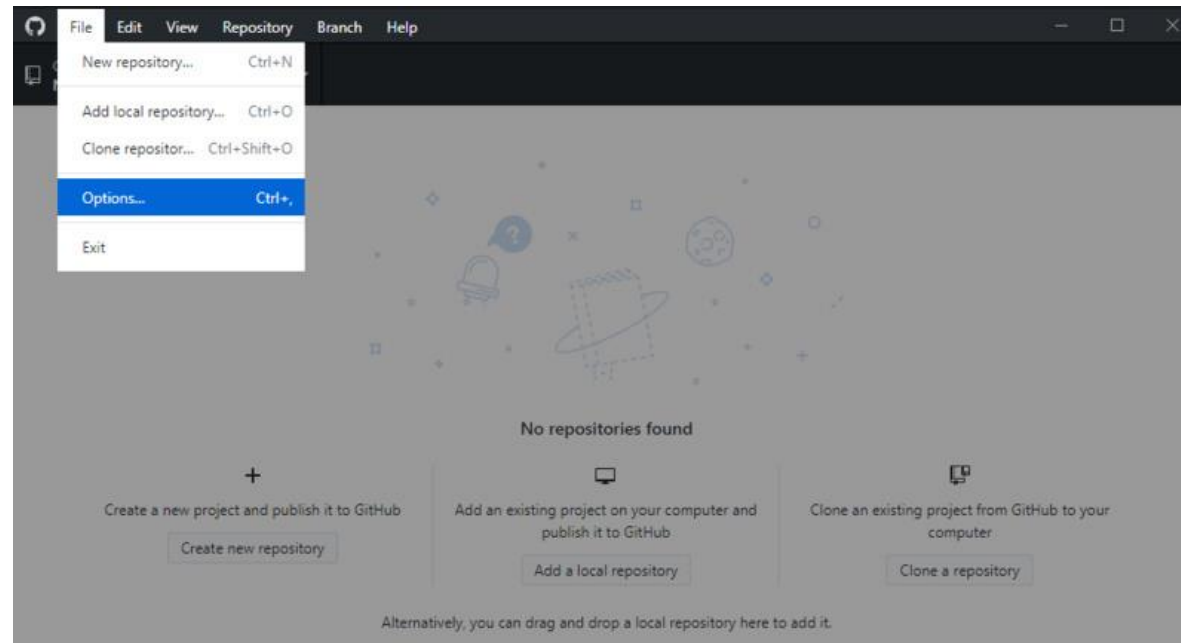 File Edit View Repository Branch Help
New repository... Ctrl+N
Add local repository... Ctrl+O
Clone repositor... Ctrl+Shift+O
Options... Ctrl+,
Exit
?
No repositories found
Create a new project and publish it to GitHub
Create new repository
Add an existing project on your computer and
publish it to GitHub
Add a local repository
Clone an existing project from GitHub to your
computer
Clone a repository
Alternatively, you can drag and drop a local repository here to add it.